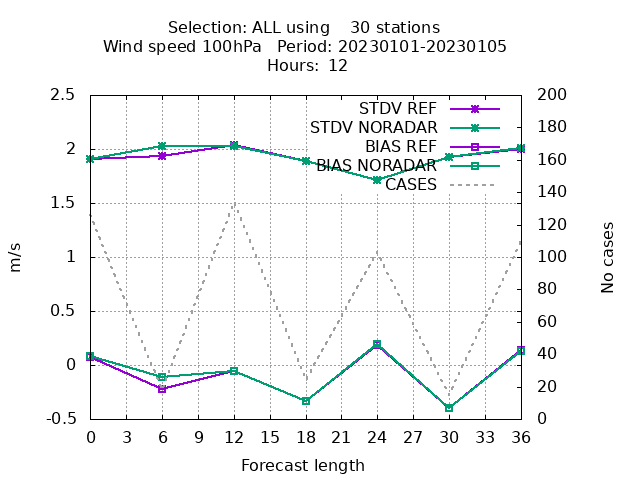 Selection: ALL using    30 stations
Wind speed 100hPa   Period: 20230101-20230105
Hours: 12
STDV REF
STDV NORADAR
BIAS REF
BIAS NORADAR
CASES
m/s
2.5
2
1.5
1
0.5
0
-0.5
200
180
160
140
120
100
80
60
40
20
0
No cases
0 3 6 9 12 15 18 21 24 27 30 33 36
Forecast length